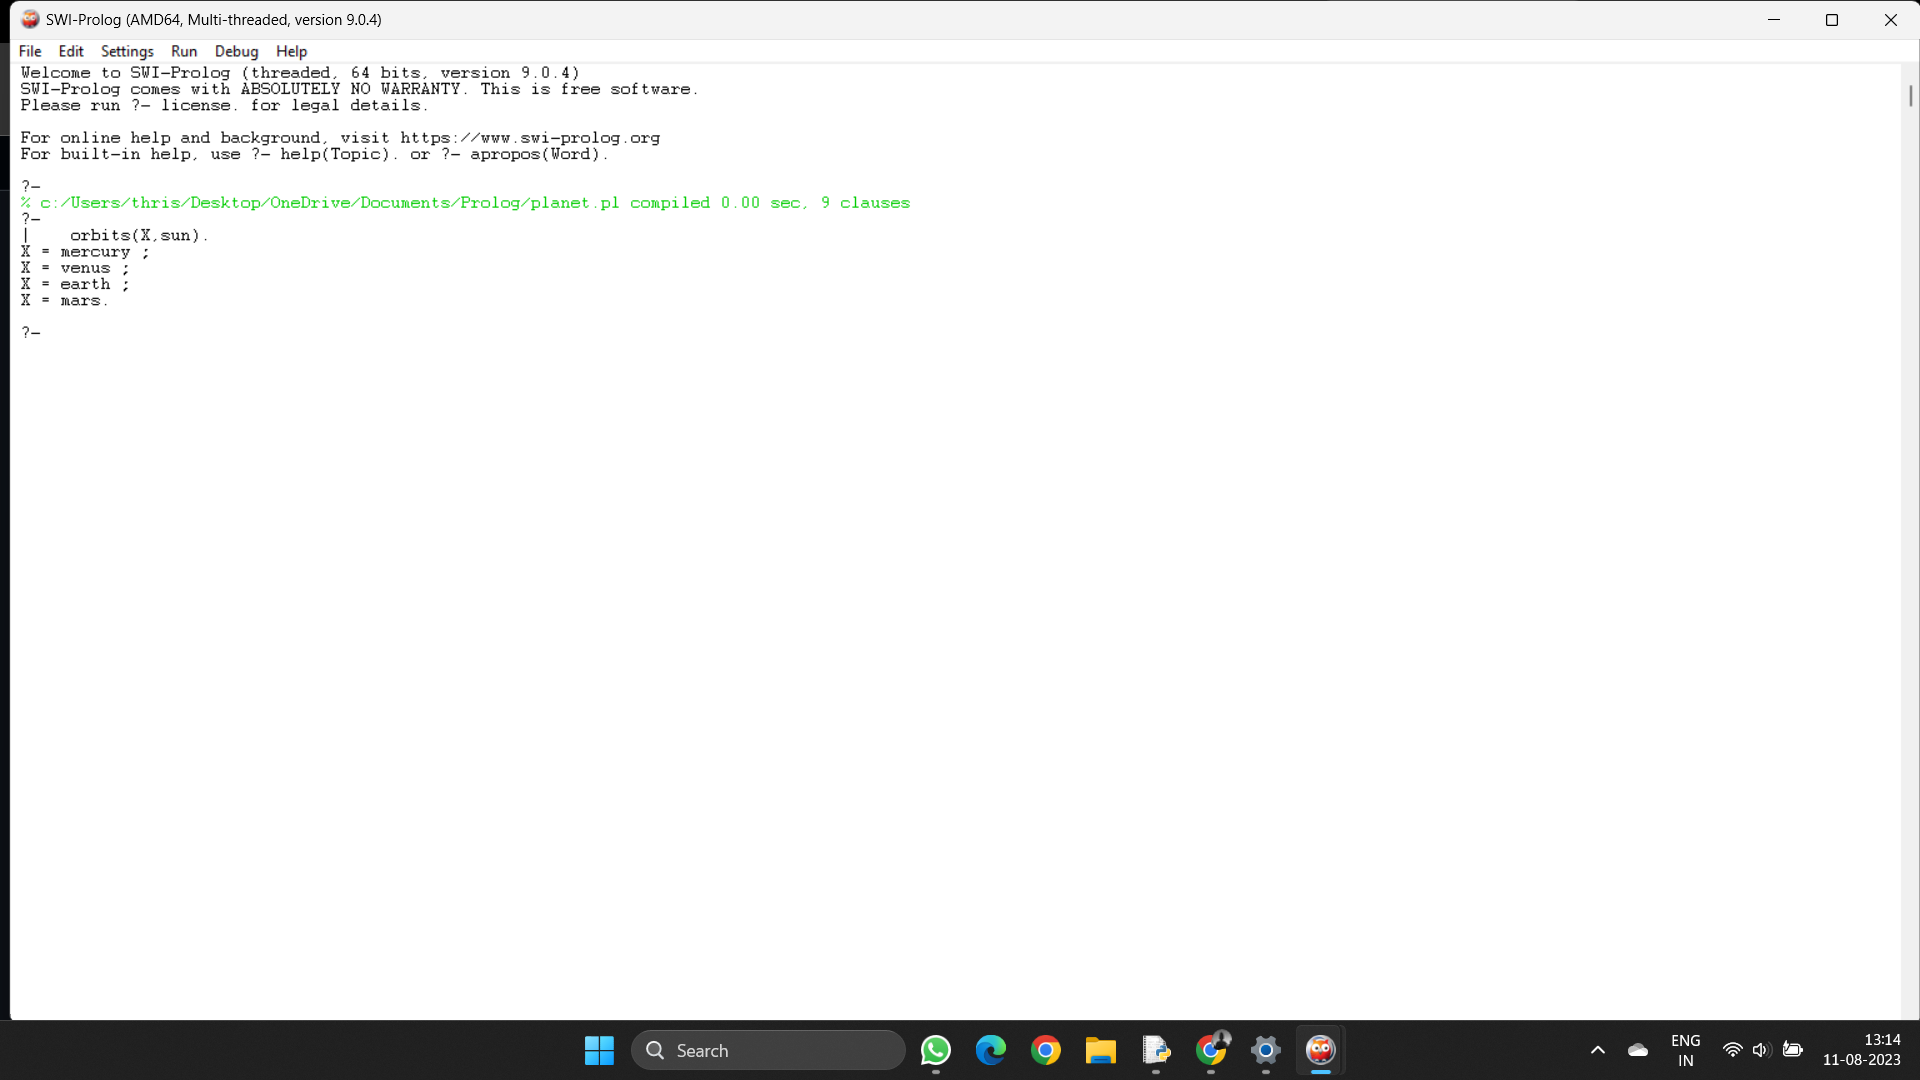 SWI-Prolog (AMD64, Multi-threaded, version 9.0.4)
File Edit Settings Run Debug Help
Welcome to SWI-Prolog (threaded, 64 bits, version 9.0.4)
SWI-Prolog comes with ABSOLUTELY NO WARRANTY. This is free software.
Please run ?- license. for legal details.
For online help and background, visit https://www.swi-prolog.org
For built-in help, use ?- help(Topic). or ?- apropos(Word).
?-
% c:/Users/thris/Desktop/OneDrive/Documents/Prolog/planet.pl compiled 0.00 sec, 9 clauses
?-
|    orbits(X,sun).
X = mercury ;
X = venus ;
X = earth ;
X = mars.
?-
Search
ENG
IN
13:14
11-08-2023